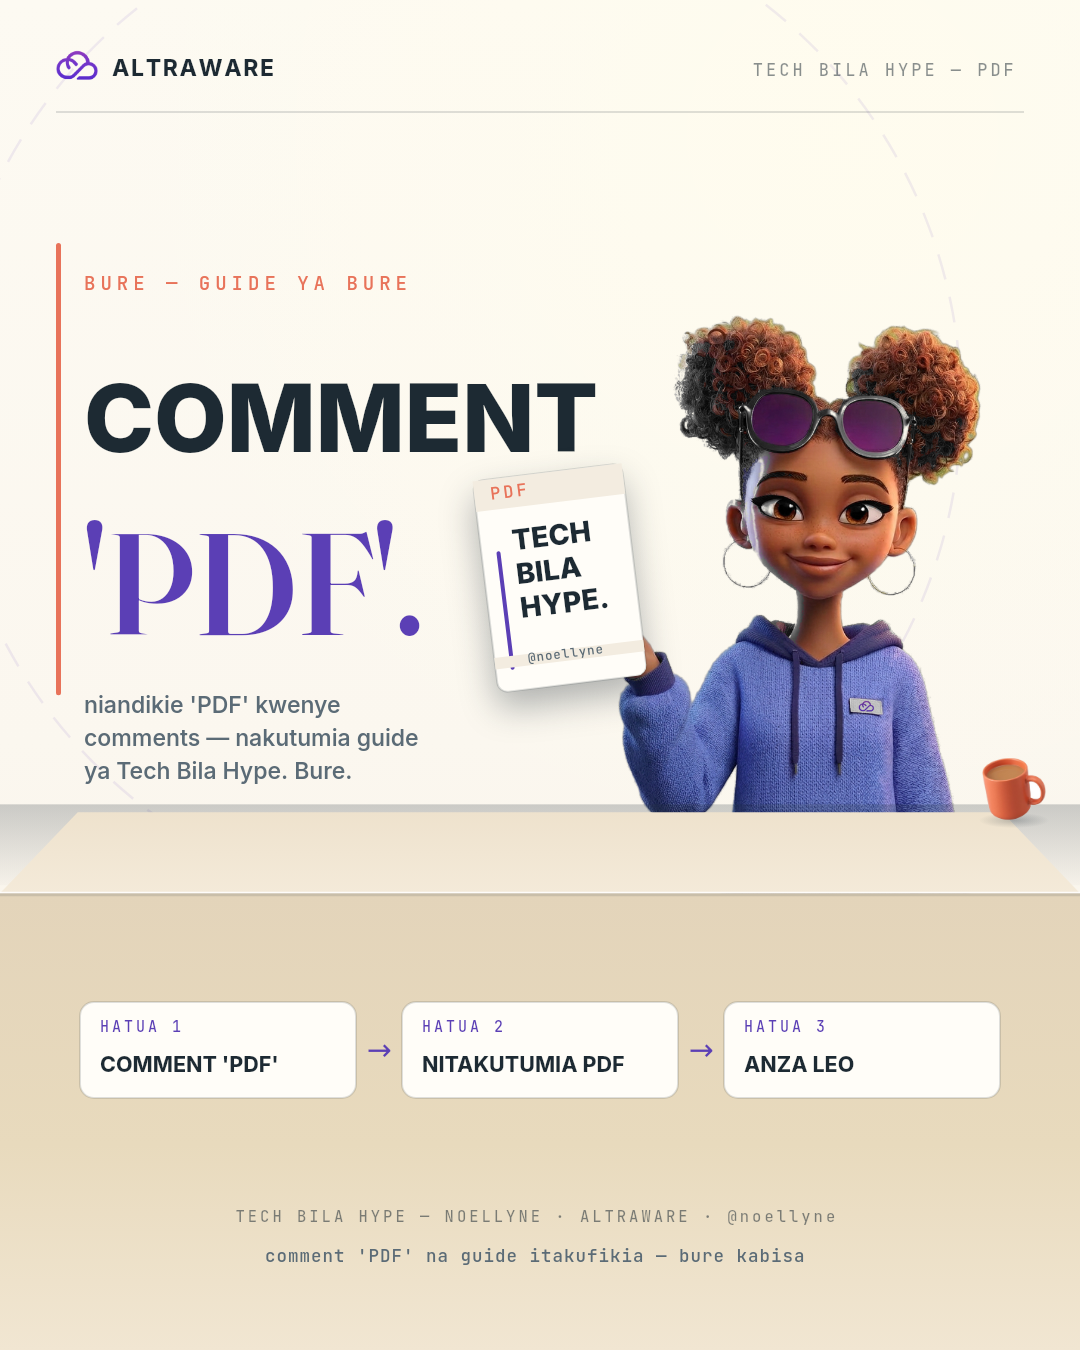 ALTRAWARE
TECH BILA HYPE — PDF
BURE — GUIDE YA BURE
COMMENT
'PDF'.
PDF
TECH
BILA
HYPE.
@noellyne
niandikie 'PDF' kwenye
comments — nakutumia guide
ya Tech Bila Hype. Bure.
HATUA 1
COMMENT 'PDF'
→
HATUA 2
NITAKUTUMIA PDF
→
HATUA 3
ANZA LEO
TECH BILA HYPE — NOELLYNE · ALTRAWARE · @noellyne
comment 'PDF' na guide itakufikia — bure kabisa